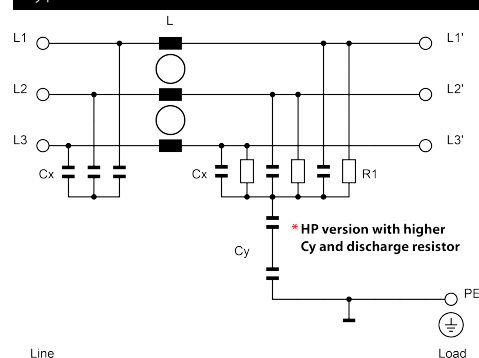 L
L1
L1'
L2
L2'
L3
L3'
Cx
Cx
R1
* HP version with higher
Cy and discharge resistor
Cy
PE
Line
Load